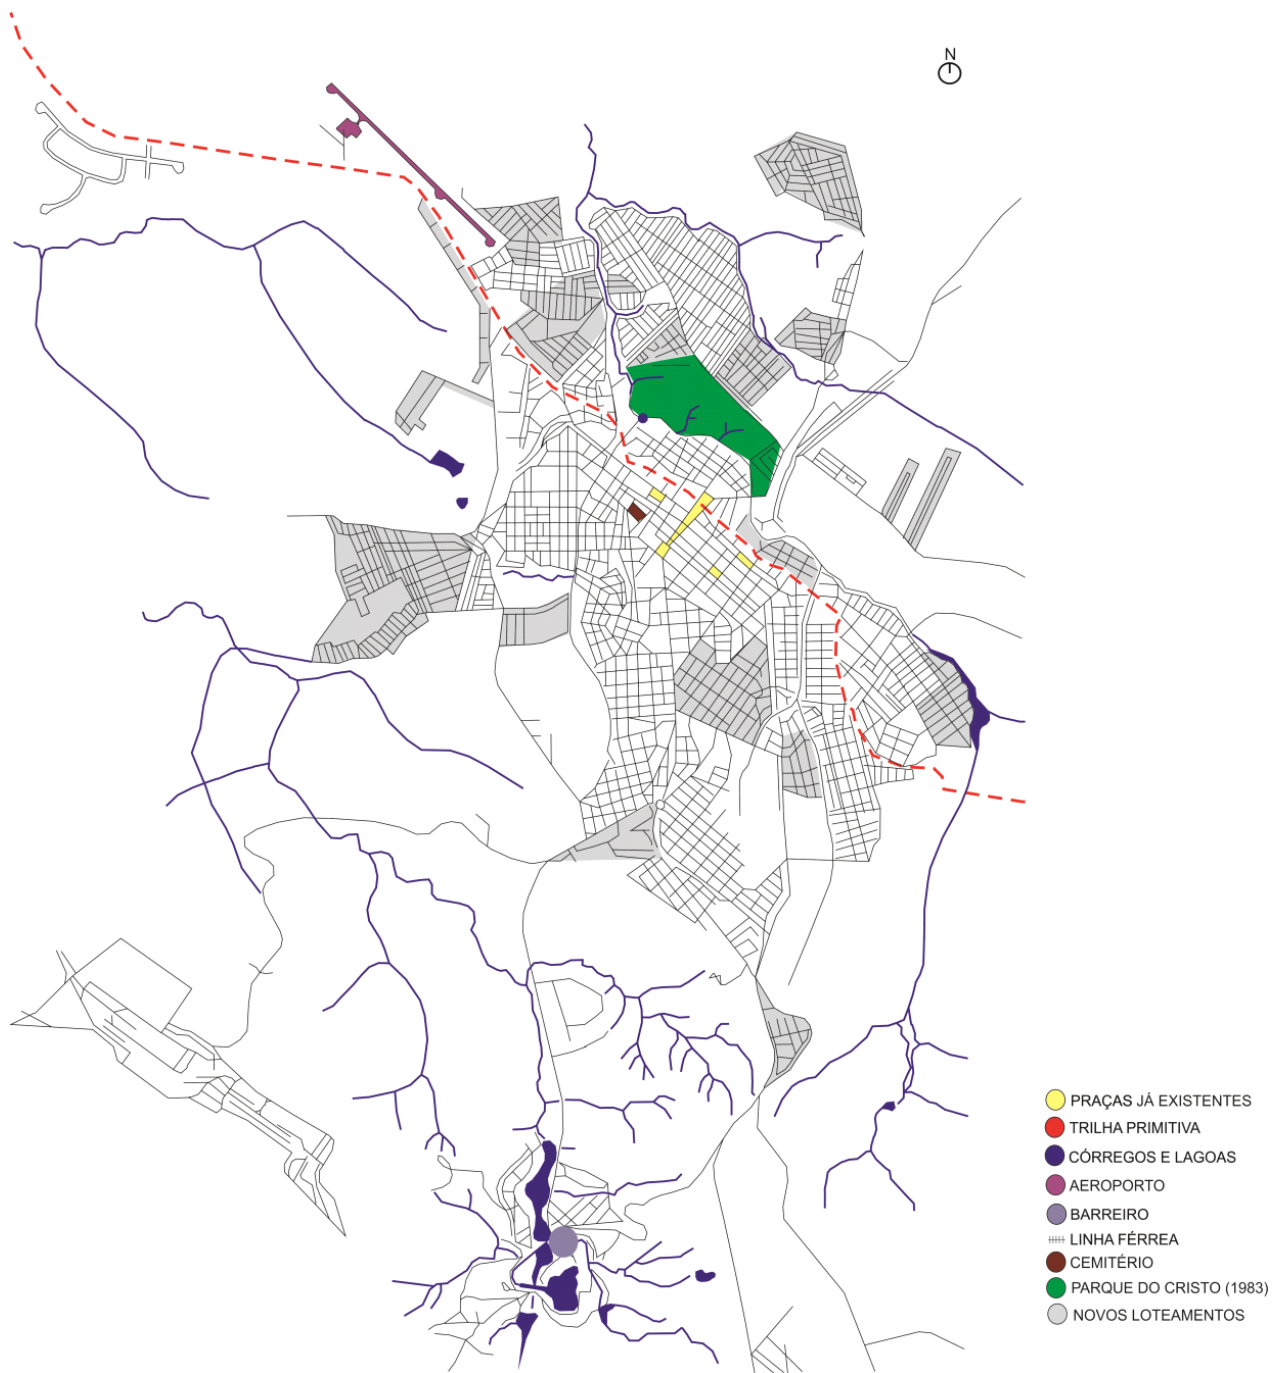 N
PRAÇAS JÁ EXISTENTES
TRILHA PRIMITIVA
CÓRREGOS E LAGOAS
AEROPORTO
BARREIRO
LINHA FÉRREA
CEMITÉRIO
PARQUE DO CRISTO (1983)
NOVOS LOTEAMENTOS